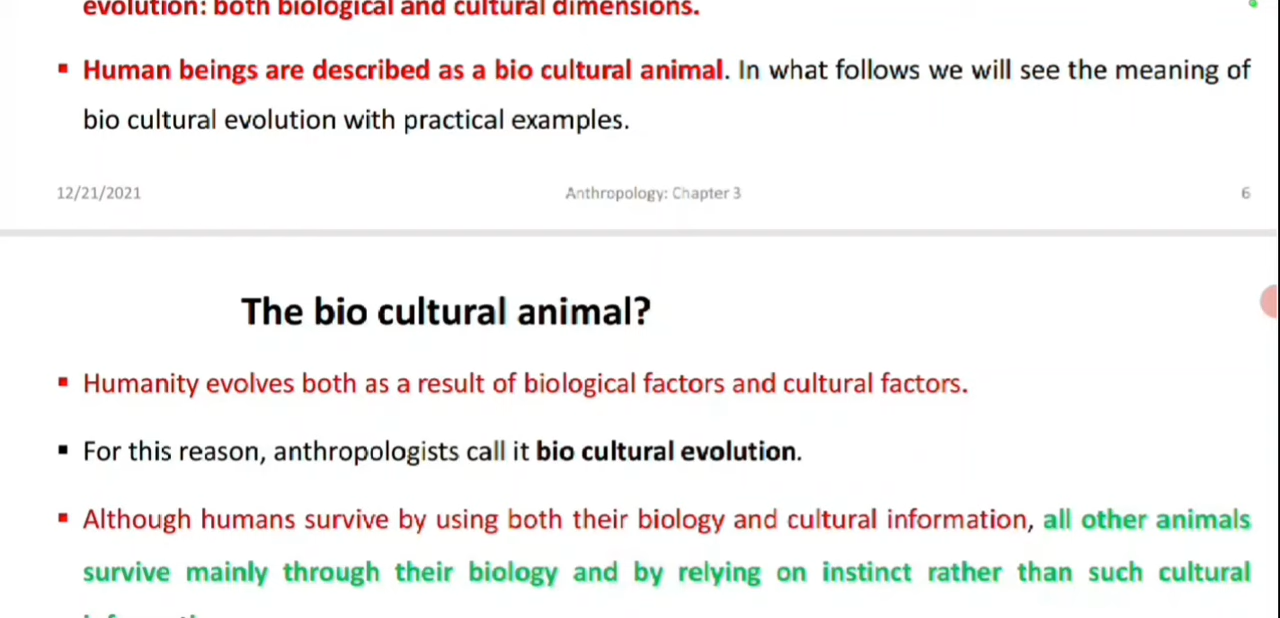 evolution: both biological and cultural dimensions.
▪ Human beings are described as a bio cultural animal. In what follows we will see the meaning of
bio cultural evolution with practical examples.
12/21/2021 Anthropology: Chapter 3 6
The bio cultural animal?
▪ Humanity evolves both as a result of biological factors and cultural factors.
▪ For this reason, anthropologists call it bio cultural evolution.
▪ Although humans survive by using both their biology and cultural information, all other animals
survive mainly through their biology and by relying on instinct rather than such cultural